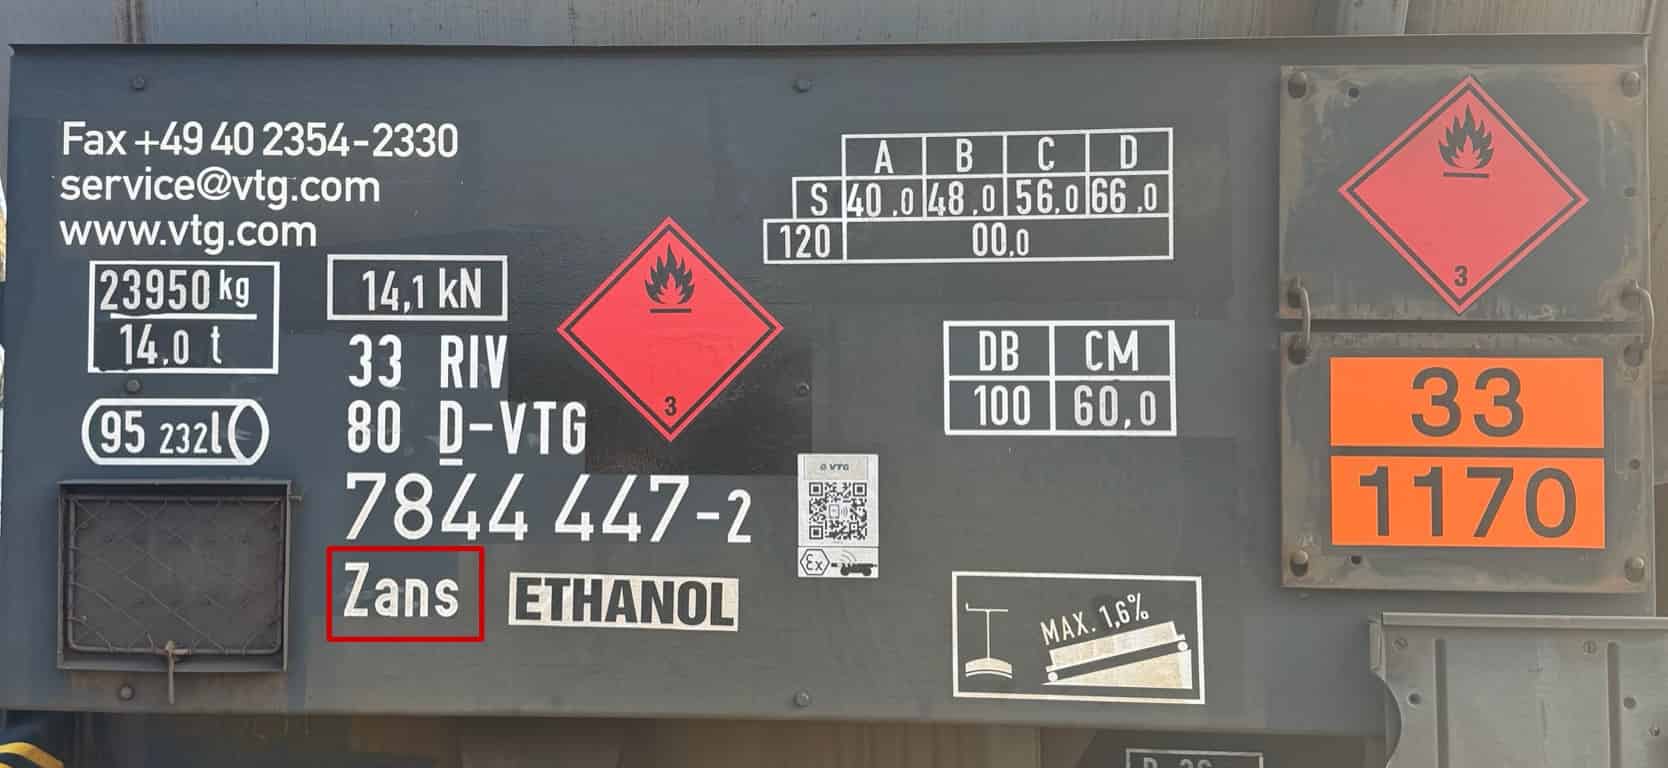 Fax +49 40 2354-2330
service@vtg.com
www.vtg.com
23950 kg
14,0 t
14,1 kN
95 232l
33 RIV
80 D-VTG
7844 447-2
Zans
ETHANOL
3
A B C D
S 40,0 48,0 56,0 66,0
120 00,0
DB CM
100 60,0
VTG
Ex
MAX. 1,6%
3
33
1170